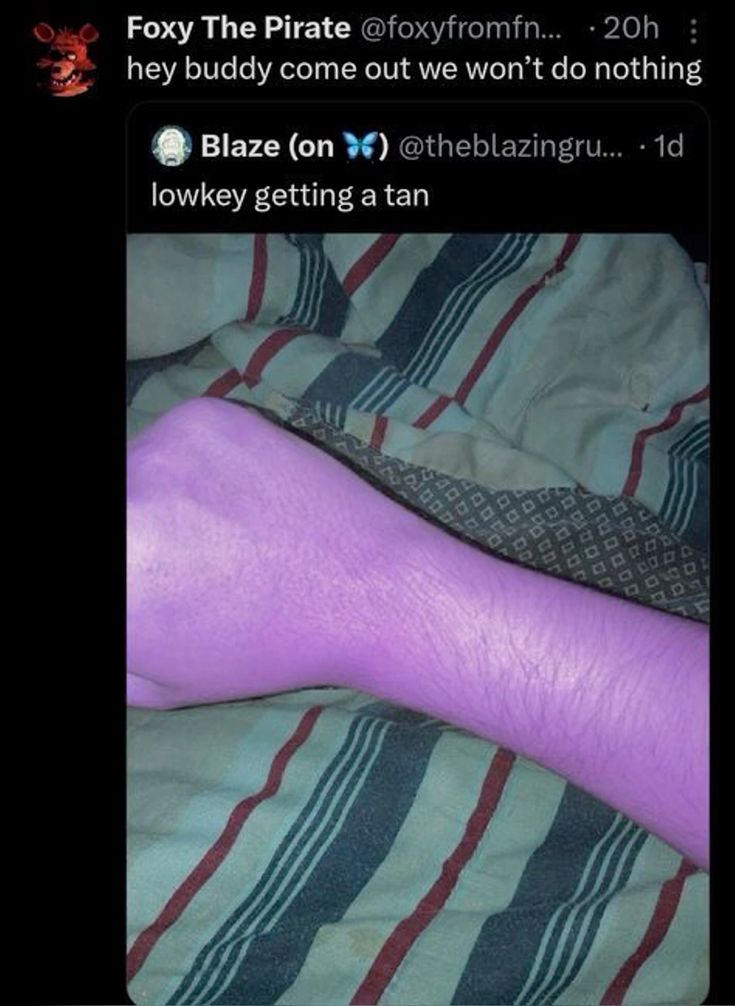 Foxy The Pirate @foxyfromfn... · 20h
hey buddy come out we won't do nothing
Blaze (on 🦋) @theblazingru... · 1d
lowkey getting a tan